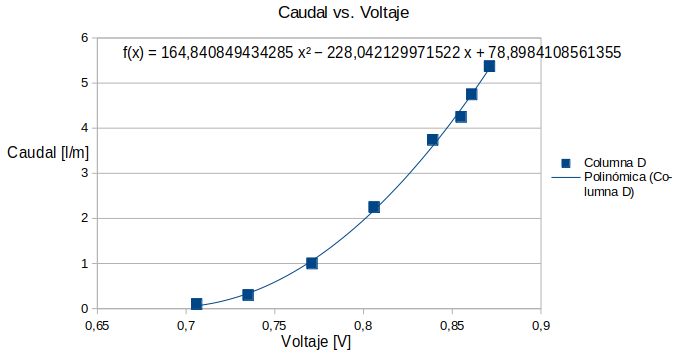 Caudal vs. Voltaje
f(x) = 164,840849434285 x² − 228,042129971522 x + 78,8984108561355
6
5
4
3
2
1
0
Caudal [l/m]
0,65
0,7
0,75
0,8
0,85
0,9
Voltaje [V]
Columna D
Polinómica (Co-
lumna D)